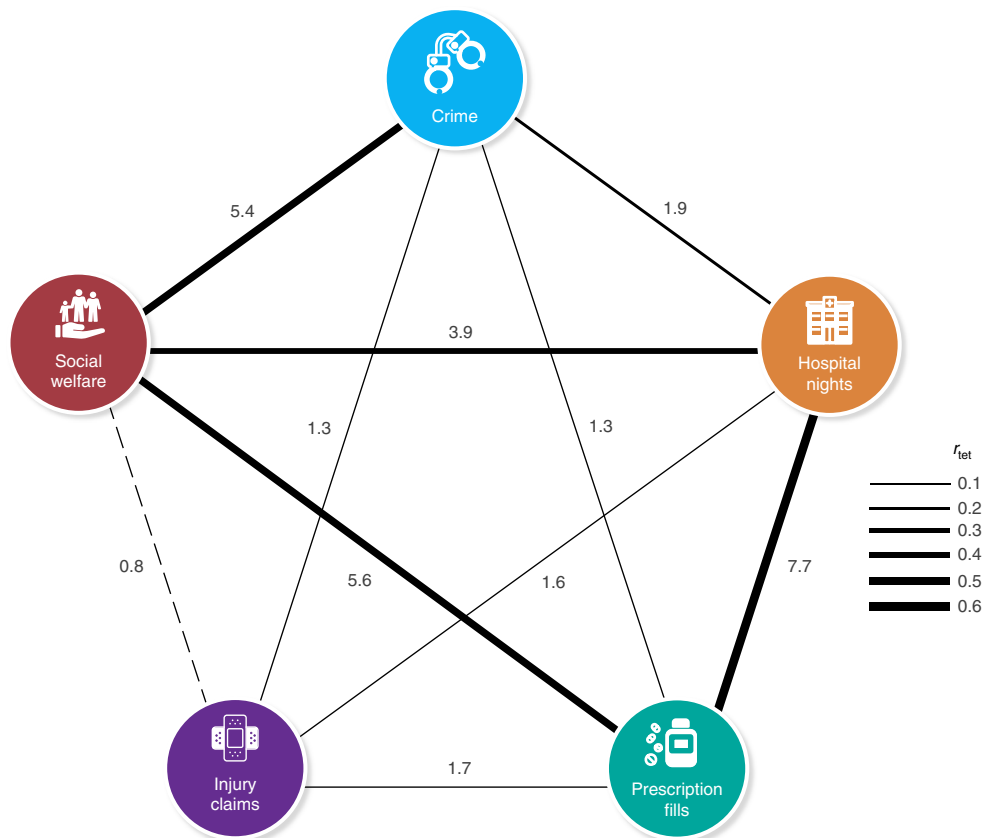 Crime
5.4
1.9
Social
welfare
3.9
Hospital
nights
1.3
1.3
r_tet
0.1
0.2
0.3
0.4
0.5
0.6
0.8
5.6
1.6
7.7
Injury
claims
1.7
Prescription
fills